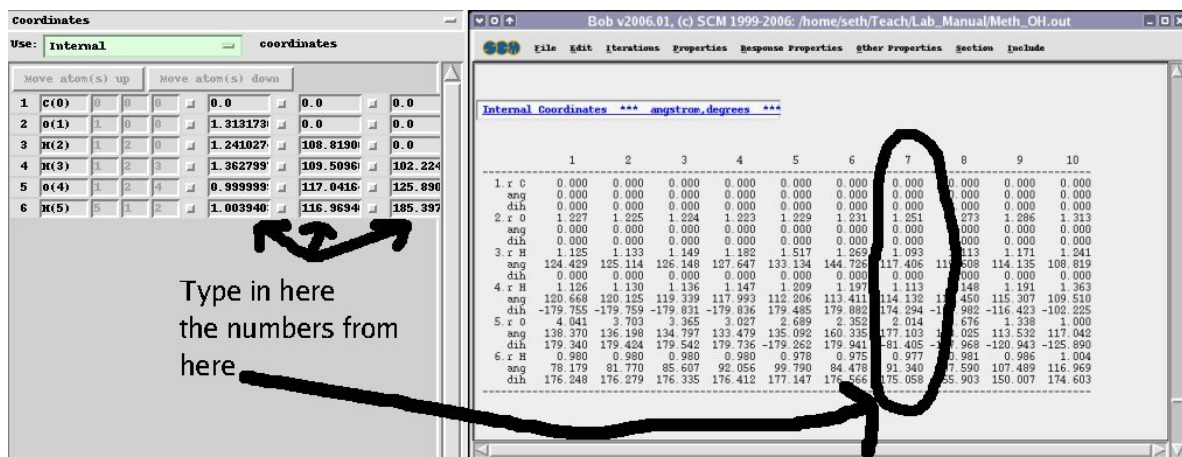 Coordinates
Use: Internal coordinates
Move atom(s) up Move atom(s) down
1 C(0) 0 0 0 0.0 0.0 0.0
2 O(1) 1 0 0 1.313173 0.0 0.0
3 H(2) 1 2 0 1.241027 108.8190 0.0
4 H(3) 1 2 3 1.362799 109.5096 102.224
5 O(4) 1 2 4 0.999999 117.0416 125.890
6 H(5) 5 1 2 1.003940 116.9694 185.397
Type in here
the numbers from
here
Bob v2006.01, (c) SCM 1999-2006: /home/seth/Teach/Lab_Manual/Meth_OH.out
SCM File Edit Iterations Properties Response Properties Other Properties Section Include
Internal Coordinates *** angstrom,degrees ***
1 2 3 4 5 6 7 8 9 10
1.r C 0.000 0.000 0.000 0.000 0.000 0.000 0.000 0.000 0.000
ang 0.000 0.000 0.000 0.000 0.000 0.000 0.000 0.000 0.000
dih 0.000 0.000 0.000 0.000 0.000 0.000 0.000 0.000 0.000
2.r O 1.227 1.225 1.224 1.223 1.229 1.231 1.251 .273 1.286 1.313
ang 0.000 0.000 0.000 0.000 0.000 0.000 0.000 0.000 0.000
dih 0.000 0.000 0.000 0.000 0.000 0.000 0.000 0.000 0.000
3.r H 1.125 1.133 1.149 1.182 1.517 1.269 1.093 1.171 1.241
ang 124.429 125.114 126.148 127.647 133.134 144.726 117.406 114.135 108.819
dih 0.000 0.000 0.000 0.000 0.000 0.000 0.000 0.000 0.000
4.r H 1.126 1.130 1.136 1.147 1.209 1.197 1.113 1.191 1.363
ang 120.668 120.125 119.339 117.993 112.206 113.411 114.132 115.307 109.510
dih -179.755 -179.759 -179.831 -179.836 179.485 179.882 174.294 -116.423 -102.225
5.r O 4.041 3.703 3.365 3.027 2.689 2.352 2.014 1.338 1.000
ang 138.370 136.198 134.797 133.479 135.092 160.335 177.103 113.532 117.042
dih 179.340 179.424 179.542 179.736 -179.262 179.941 -81.405 -120.943 -125.890
6.r H 0.980 0.980 0.980 0.980 0.978 0.975 0.977 0.986 1.004
ang 78.179 81.770 85.607 92.056 99.790 84.478 91.340 107.489 116.969
dih 176.248 176.279 176.335 176.412 177.147 176.566 175.058 150.007 174.603